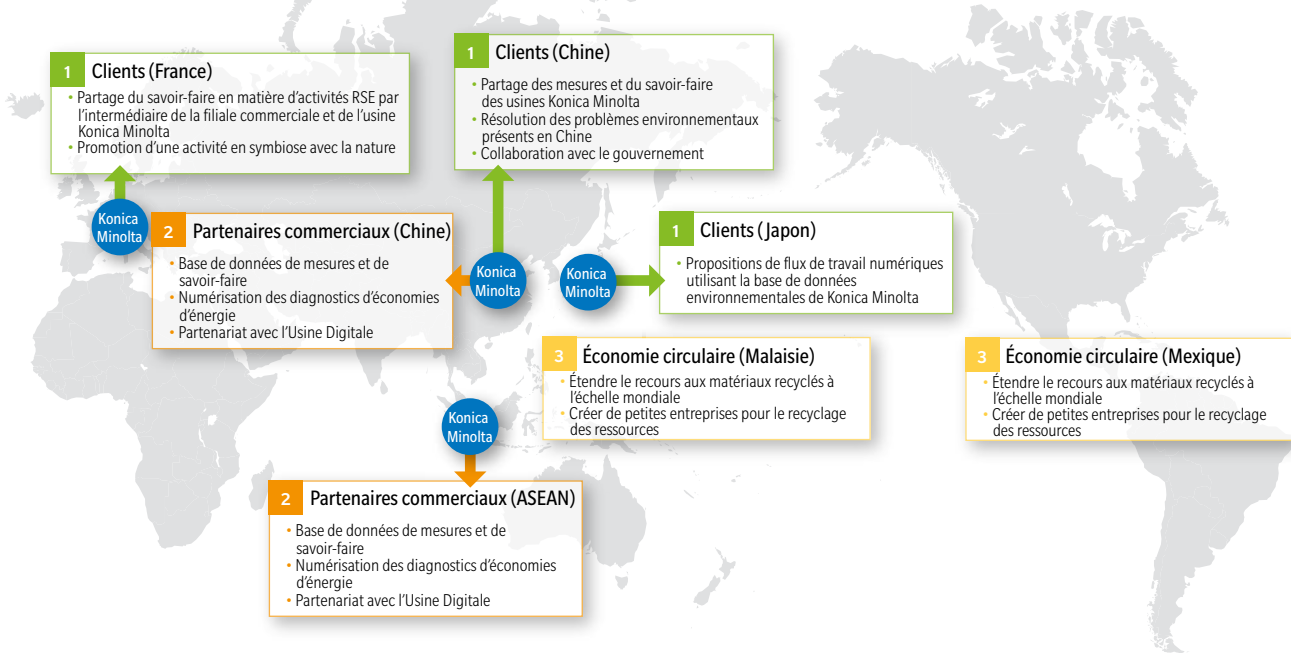 1 Clients (France)
• Partage du savoir-faire en matière d'activités RSE par
l'intermédiaire de la filiale commerciale et de l'usine
Konica Minolta
• Promotion d'une activité en symbiose avec la nature
1 Clients (Chine)
• Partage des mesures et du savoir-faire
des usines Konica Minolta
• Résolution des problèmes environnementaux
présents en Chine
• Collaboration avec le gouvernement
Konica
Minolta
2 Partenaires commerciaux (Chine)
• Base de données de mesures et de
savoir-faire
• Numérisation des diagnostics d'économies
d'énergie
• Partenariat avec l'Usine Digitale
Konica
Minolta
Konica
Minolta
1 Clients (Japon)
• Propositions de flux de travail numériques
utilisant la base de données
environnementales de Konica Minolta
3 Économie circulaire (Malaisie)
• Étendre le recours aux matériaux recyclés à
l'échelle mondiale
• Créer de petites entreprises pour le recyclage
des ressources
3 Économie circulaire (Mexique)
• Étendre le recours aux matériaux recyclés à
l'échelle mondiale
• Créer de petites entreprises pour le recyclage
des ressources
Konica
Minolta
2 Partenaires commerciaux (ASEAN)
• Base de données de mesures et de
savoir-faire
• Numérisation des diagnostics d'économies
d'énergie
• Partenariat avec l'Usine Digitale